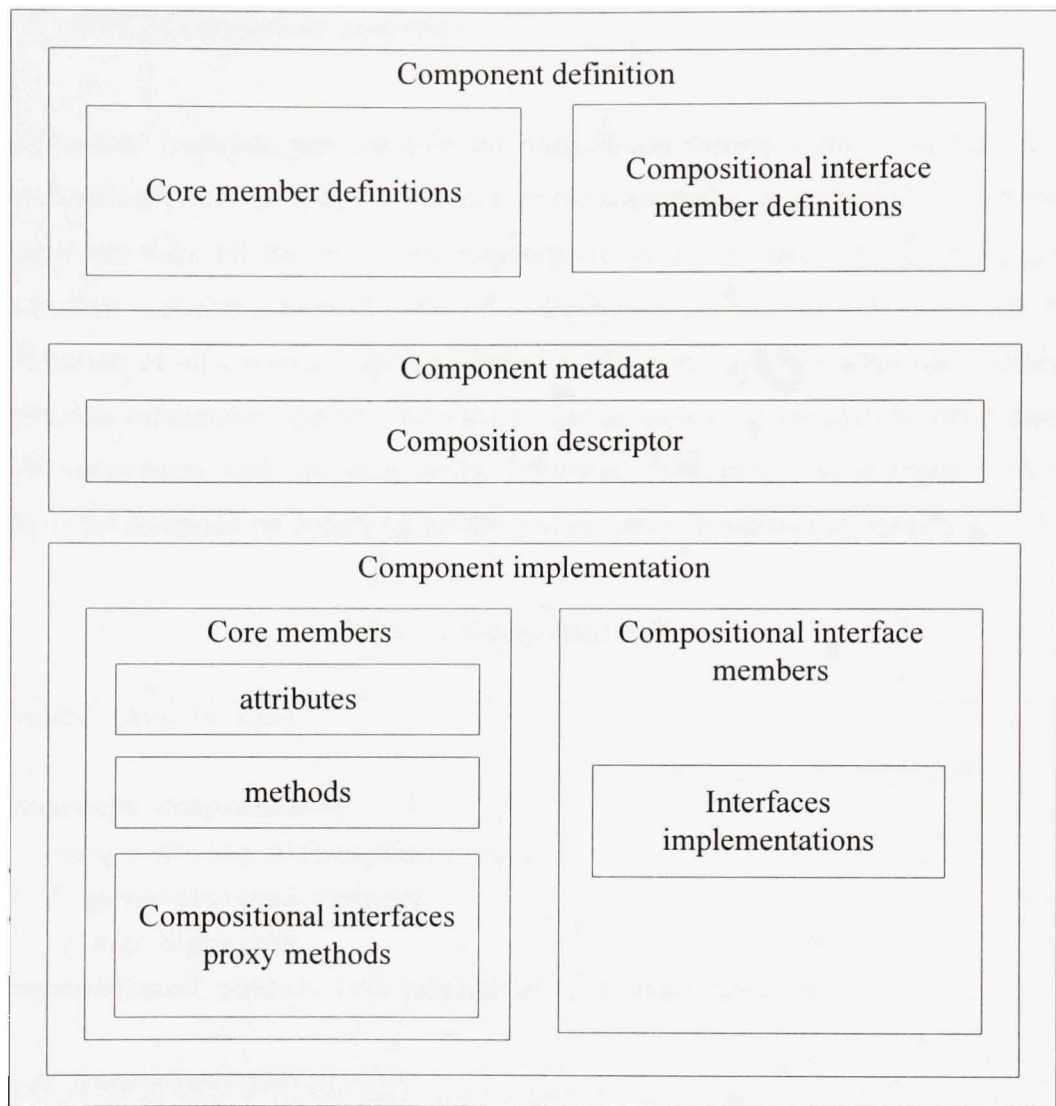 Component definition
Core member definitions
Compositional interface
member definitions
Component metadata
Composition descriptor
Component implementation
Core members
attributes
methods
Compositional interfaces
proxy methods
Compositional interface
members
Interfaces
implementations